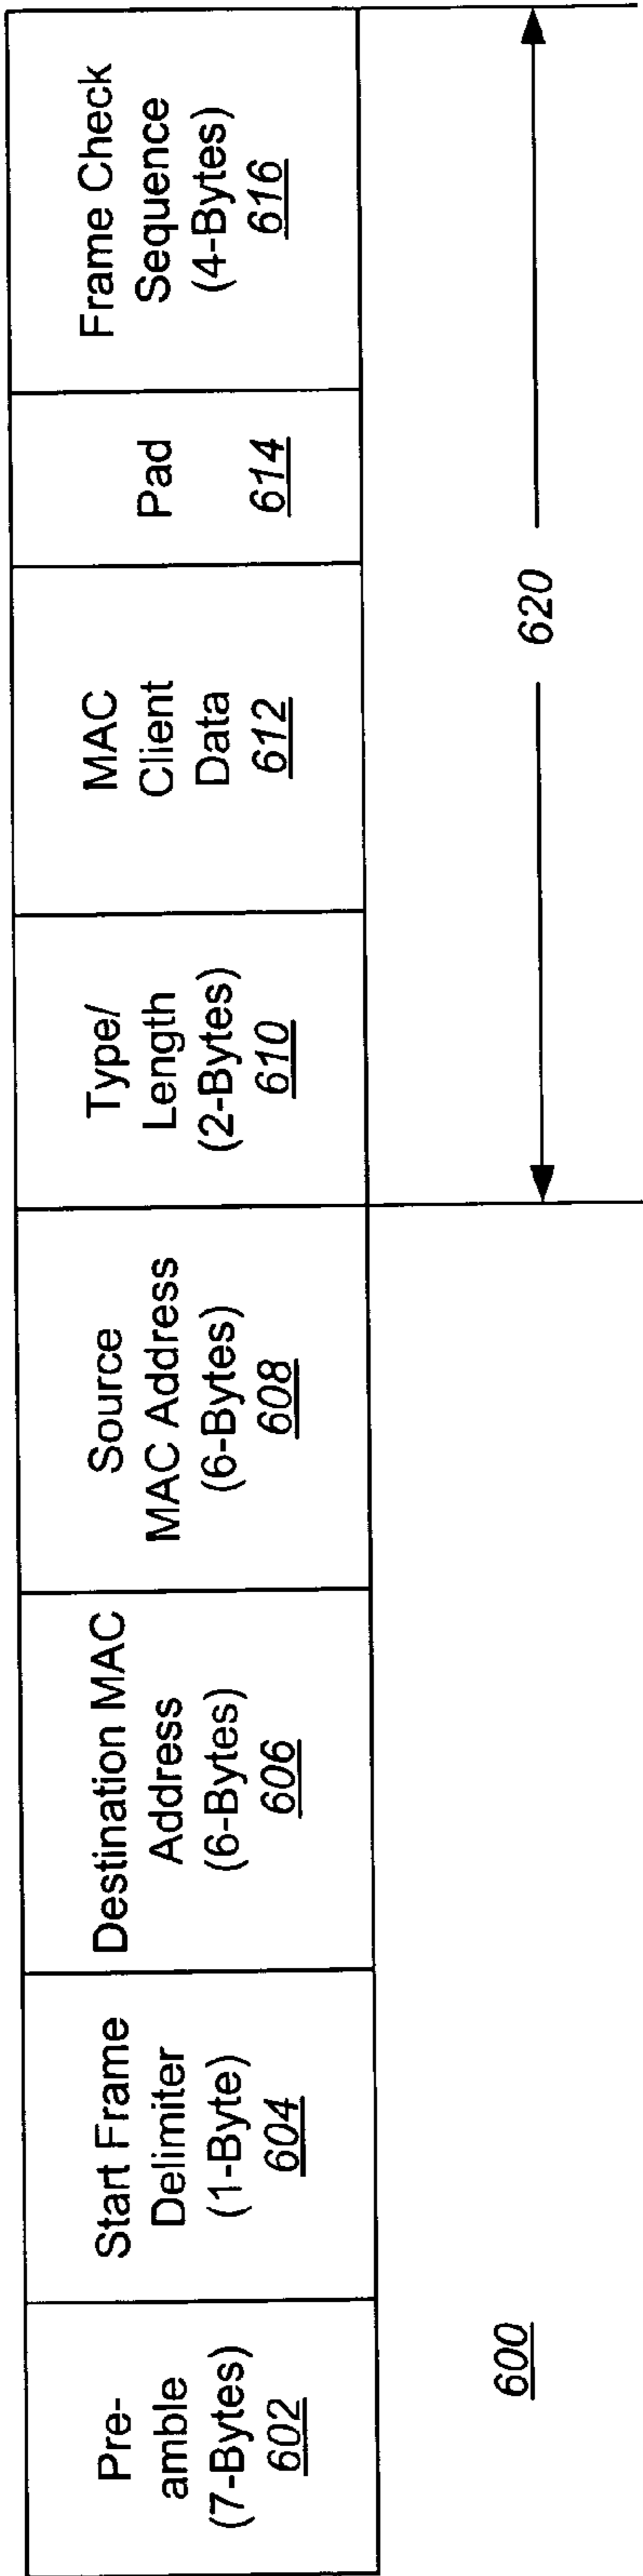 Pre-
amble
(7-Bytes)
602
Start Frame
Delimiter
(1-Byte)
604
Destination MAC
Address
(6-Bytes)
606
Source
MAC Address
(6-Bytes)
608
Type/
Length
(2-Bytes)
610
MAC
Client
Data
612
Pad
614
Frame Check
Sequence
(4-Bytes)
616
600
620